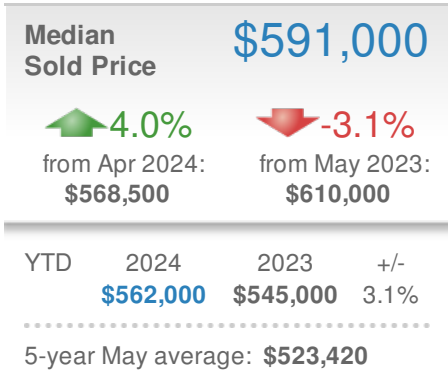 Median
Sold Price
$591,000
4.0%
-3.1%
from Apr 2024:
from May 2023:
$568,500
$610,000
YTD 2024 2023 +/-
$562,000 $545,000 3.1%
5-year May average: $523,420